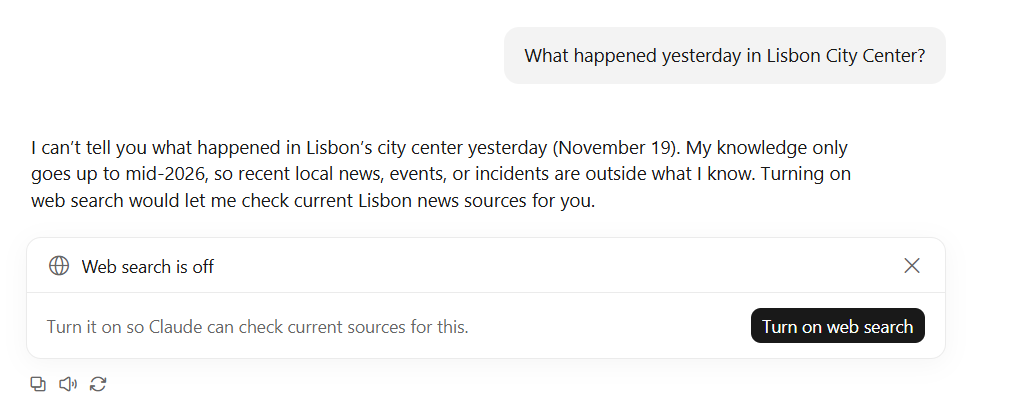 What happened yesterday in Lisbon City Center?
I can’t tell you what happened in Lisbon’s city center yesterday (November 19). My knowledge only
goes up to mid-2026, so recent local news, events, or incidents are outside what I know. Turning on
web search would let me check current Lisbon news sources for you.
Web search is off
Turn it on so Claude can check current sources for this.
Turn on web search